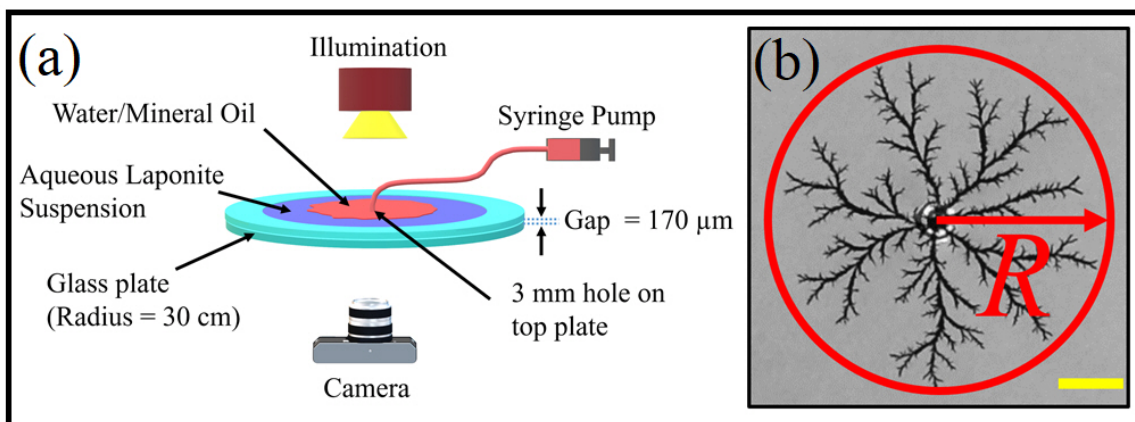 (a)
Illumination
Water/Mineral Oil
Syringe Pump
Aqueous Laponite
Suspension
Gap = 170 µm
Glass plate
(Radius = 30 cm)
3 mm hole on
top plate
Camera
(b)
R